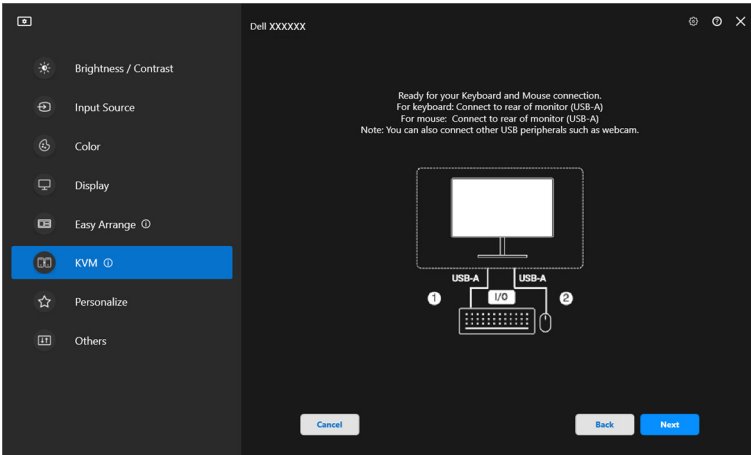 Dell XXXXXX
Brightness / Contrast
Input Source
Color
Display
Easy Arrange
KVM
Personalize
Others
Ready for your Keyboard and Mouse connection.
For keyboard: Connect to rear of monitor (USB-A)
For mouse: Connect to rear of monitor (USB-A)
Note: You can also connect other USB peripherals such as webcam.
USB-A USB-A
1 I/O 2
Cancel Back Next